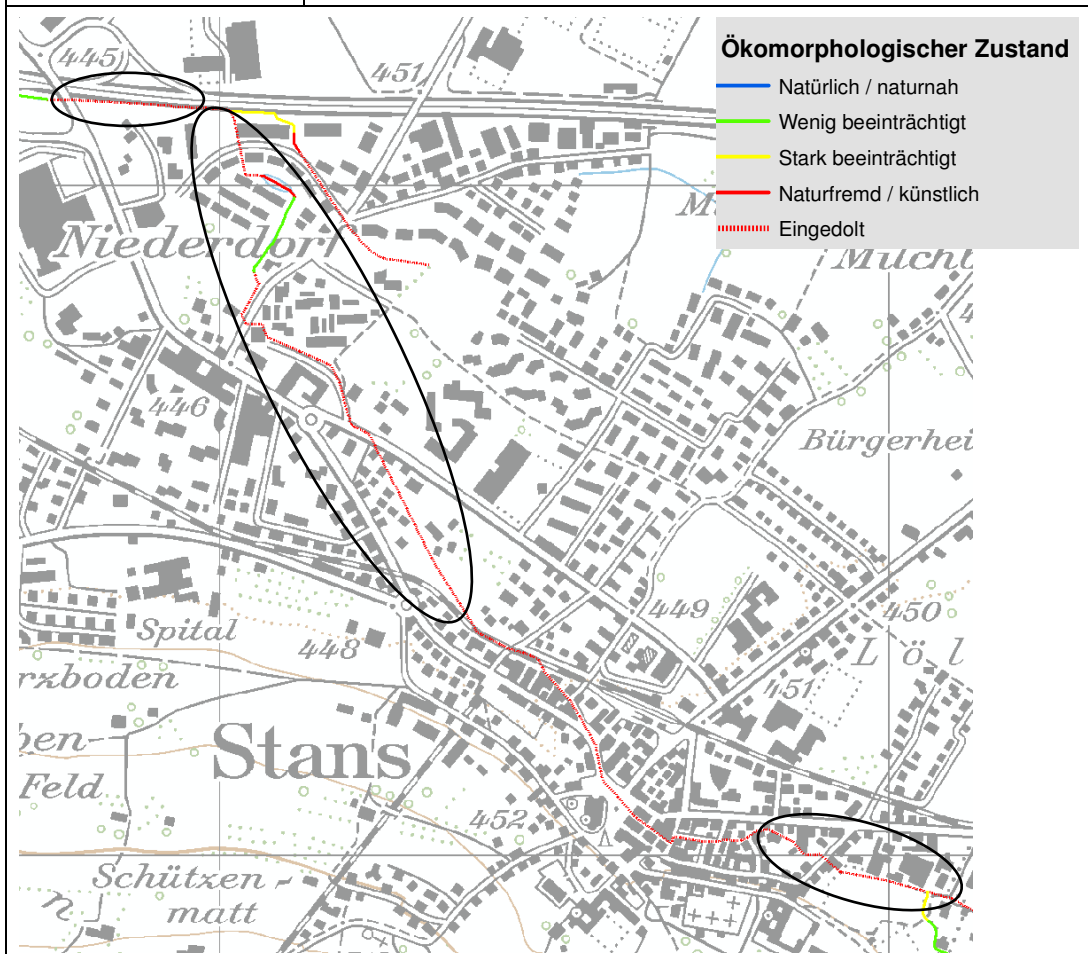 Ökomorphologischer Zustand
Natürlich / naturnah
Wenig beeinträchtigt
Stark beeinträchtigt
Naturfremd / künstlich
Eingedolt
445
451
Niederdorf
446
Bürgerhei
449
450
Spital
448
rzboden
451
Löl
ben
Stans
Feld
452
Schützen
matt
n